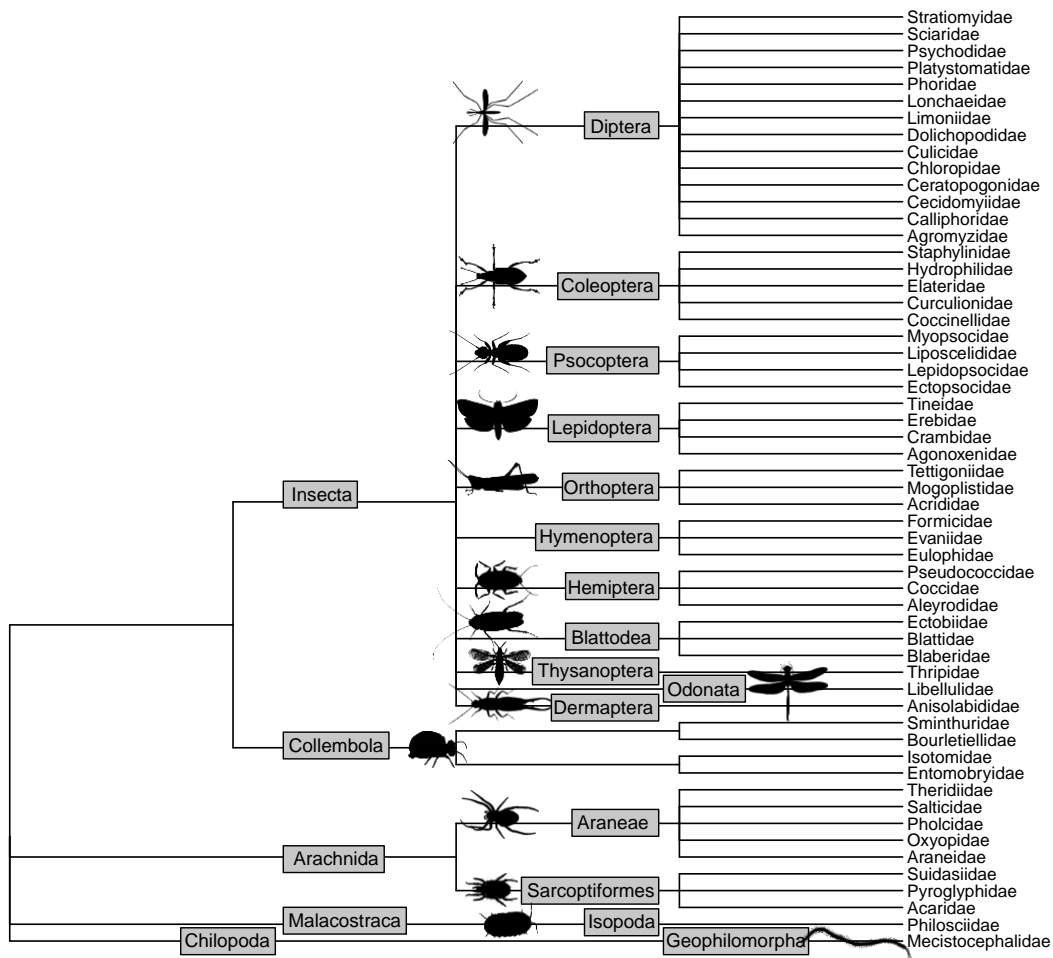 Stratiomyidae
Sciaridae
Psychodidae
Platystomatidae
Phoridae
Lonchaeidae
Limoniidae
Diptera
Dolichopodidae
Culicidae
Chloropidae
Ceratopogonidae
Cecidomyiidae
Calliphoridae
Agromyzidae
Staphylinidae
Hydrophilidae
Coleoptera
Elateridae
Curculionidae
Coccinellidae
Myopsocidae
Liposcelididae
Psocoptera
Lepidopsocidae
Ectopsocidae
Tineidae
Erebidae
Lepidoptera
Crambidae
Agonoxenidae
Tettigoniidae
Insecta
Orthoptera
Mogoplistidae
Acrididae
Formicidae
Hymenoptera
Evaniidae
Eulophidae
Pseudococcidae
Hemiptera
Coccidae
Aleyrodidae
Ectobiidae
Blattodea
Blattidae
Blaberidae
Thysanoptera
Thripidae
Odonata
Libellulidae
Dermaptera
Anisolabididae
Sminthuridae
Collembola
Bourletiellidae
Isotomidae
Entomobryidae
Theridiidae
Salticidae
Araneae
Pholcidae
Oxyopidae
Arachnida
Araneidae
Suidasiidae
Sarcoptiformes
Pyroglyphidae
Acaridae
Malacostraca
Isopoda
Philosciidae
Chilopoda
Geophilomorpha
Mecistocephalidae